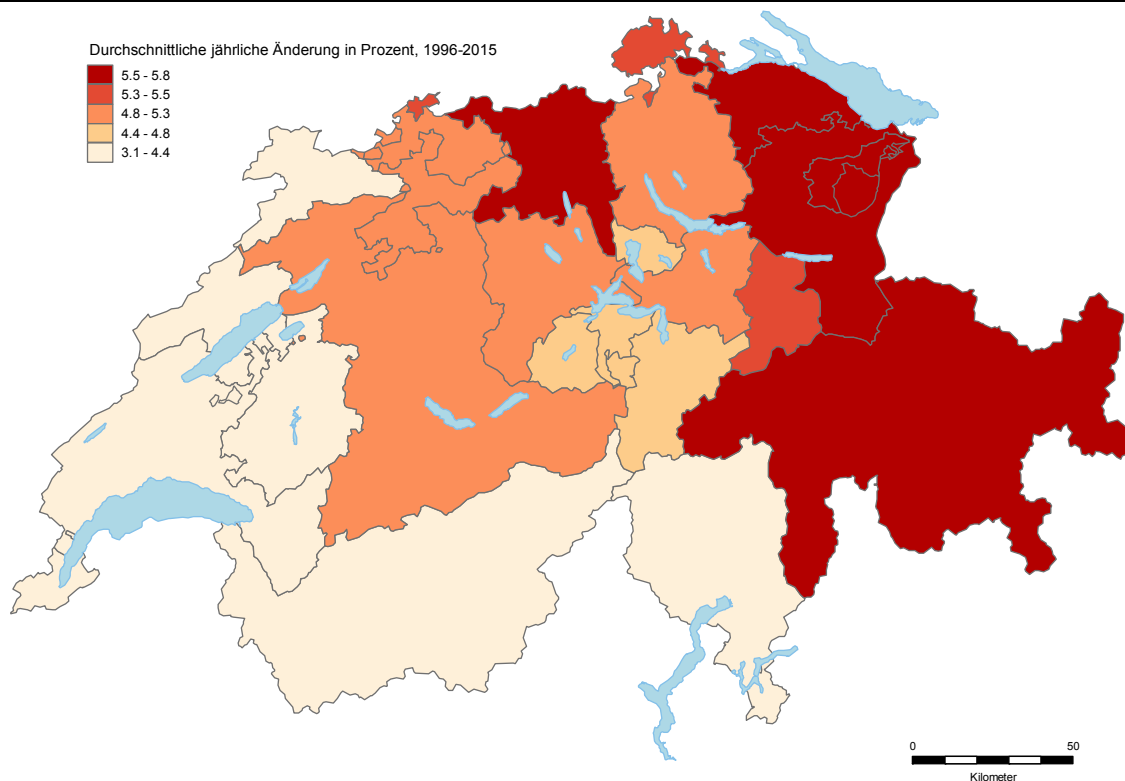 Durchschnittliche jährliche Änderung in Prozent, 1996-2015
5.5 - 5.8
5.3 - 5.5
4.8 - 5.3
4.4 - 4.8
3.1 - 4.4
0 50
Kilometer